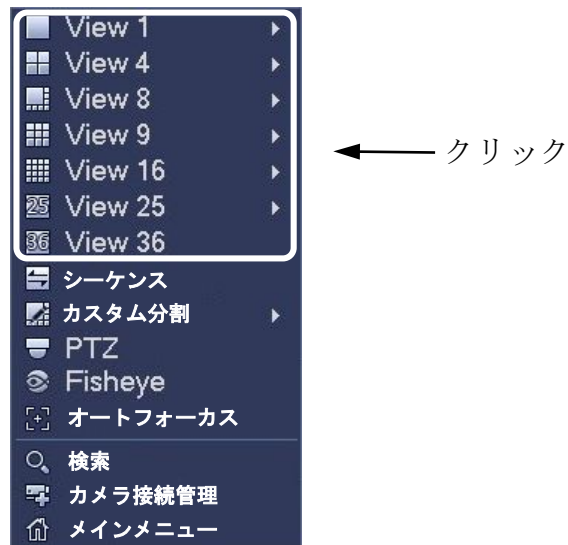 View 1
View 4
View 8
View 9
クリック
View 16
25 View 25
36 View 36
シーケンス
カスタム分割
PTZ
Fisheye
オートフォーカス
検索
カメラ接続管理
メインメニュー